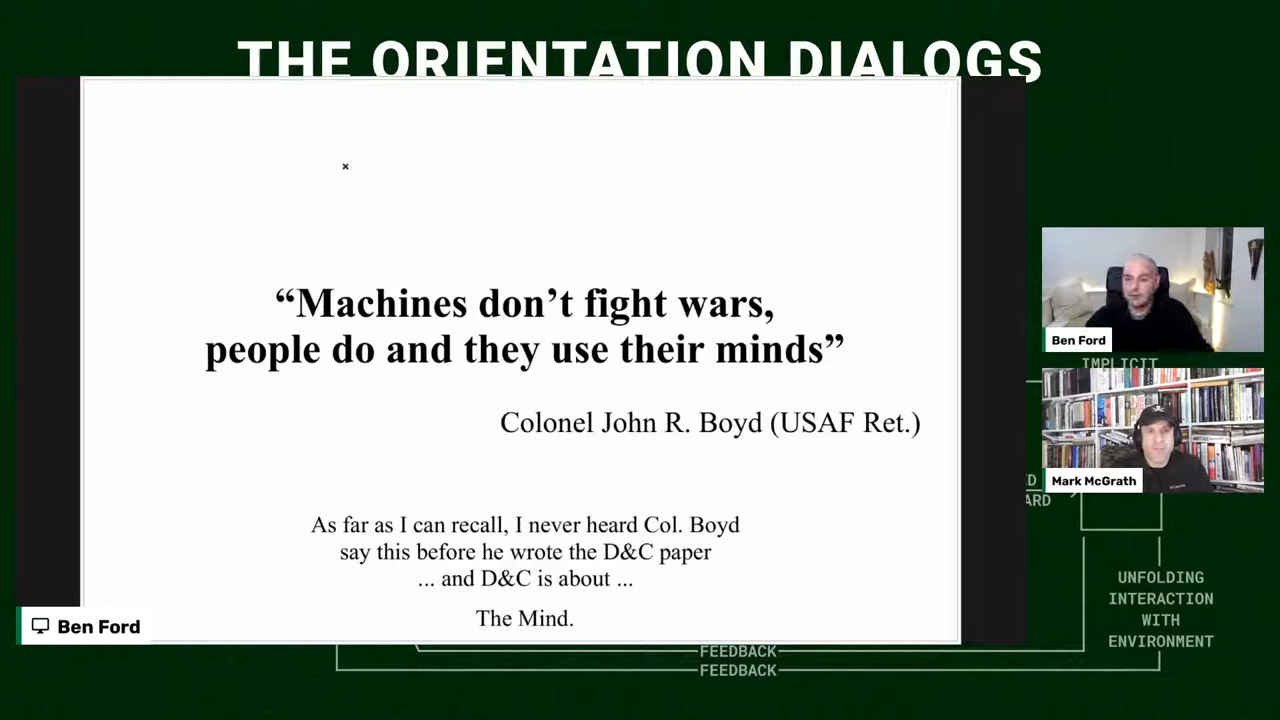 THE ORIENTATION DIALOGS
“Machines don’t fight wars,
people do and they use their minds”
Colonel John R. Boyd (USAF Ret.)
As far as I can recall, I never heard Col. Boyd
say this before he wrote the D&C paper
... and D&C is about ...
The Mind.
Ben Ford
Ben Ford
IMPLICIT
Mark McGrath
UNFOLDING
INTERACTION
WITH
ENVIRONMENT
FEEDBACK
FEEDBACK